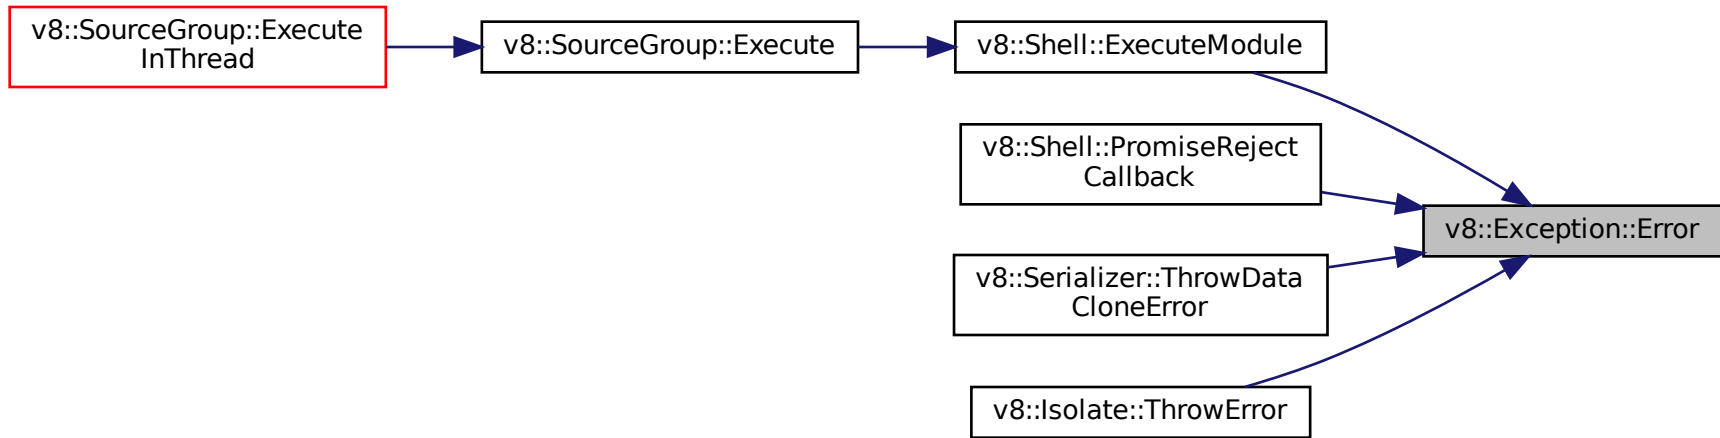 v8::SourceGroup::Execute
InThread
v8::SourceGroup::Execute
v8::Shell::ExecuteModule
v8::Shell::PromiseReject
Callback
v8::Exception::Error
v8::Serializer::ThrowData
CloneError
v8::Isolate::ThrowError